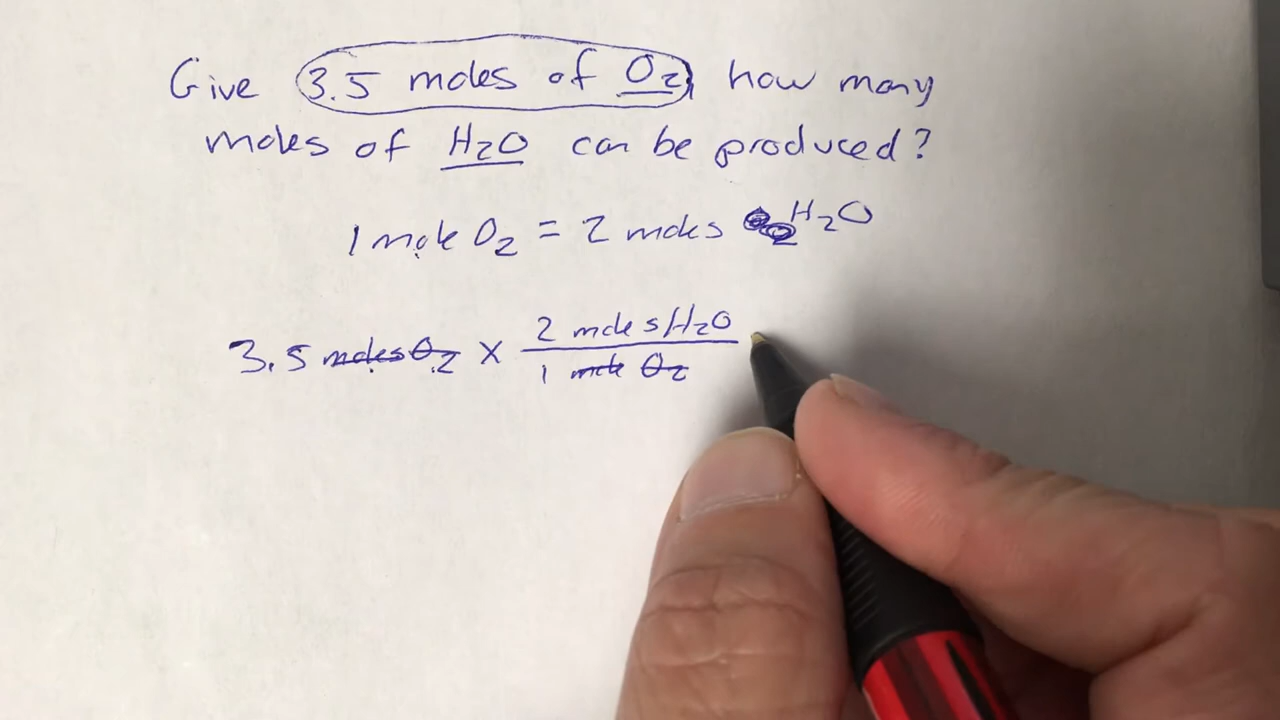 Give 3.5 moles of O₂, how many
moles of H₂O can be produced?
1 mole O₂ = 2 moles H₂O
3.5 moles O₂ × 2 moles H₂O / 1 mole O₂